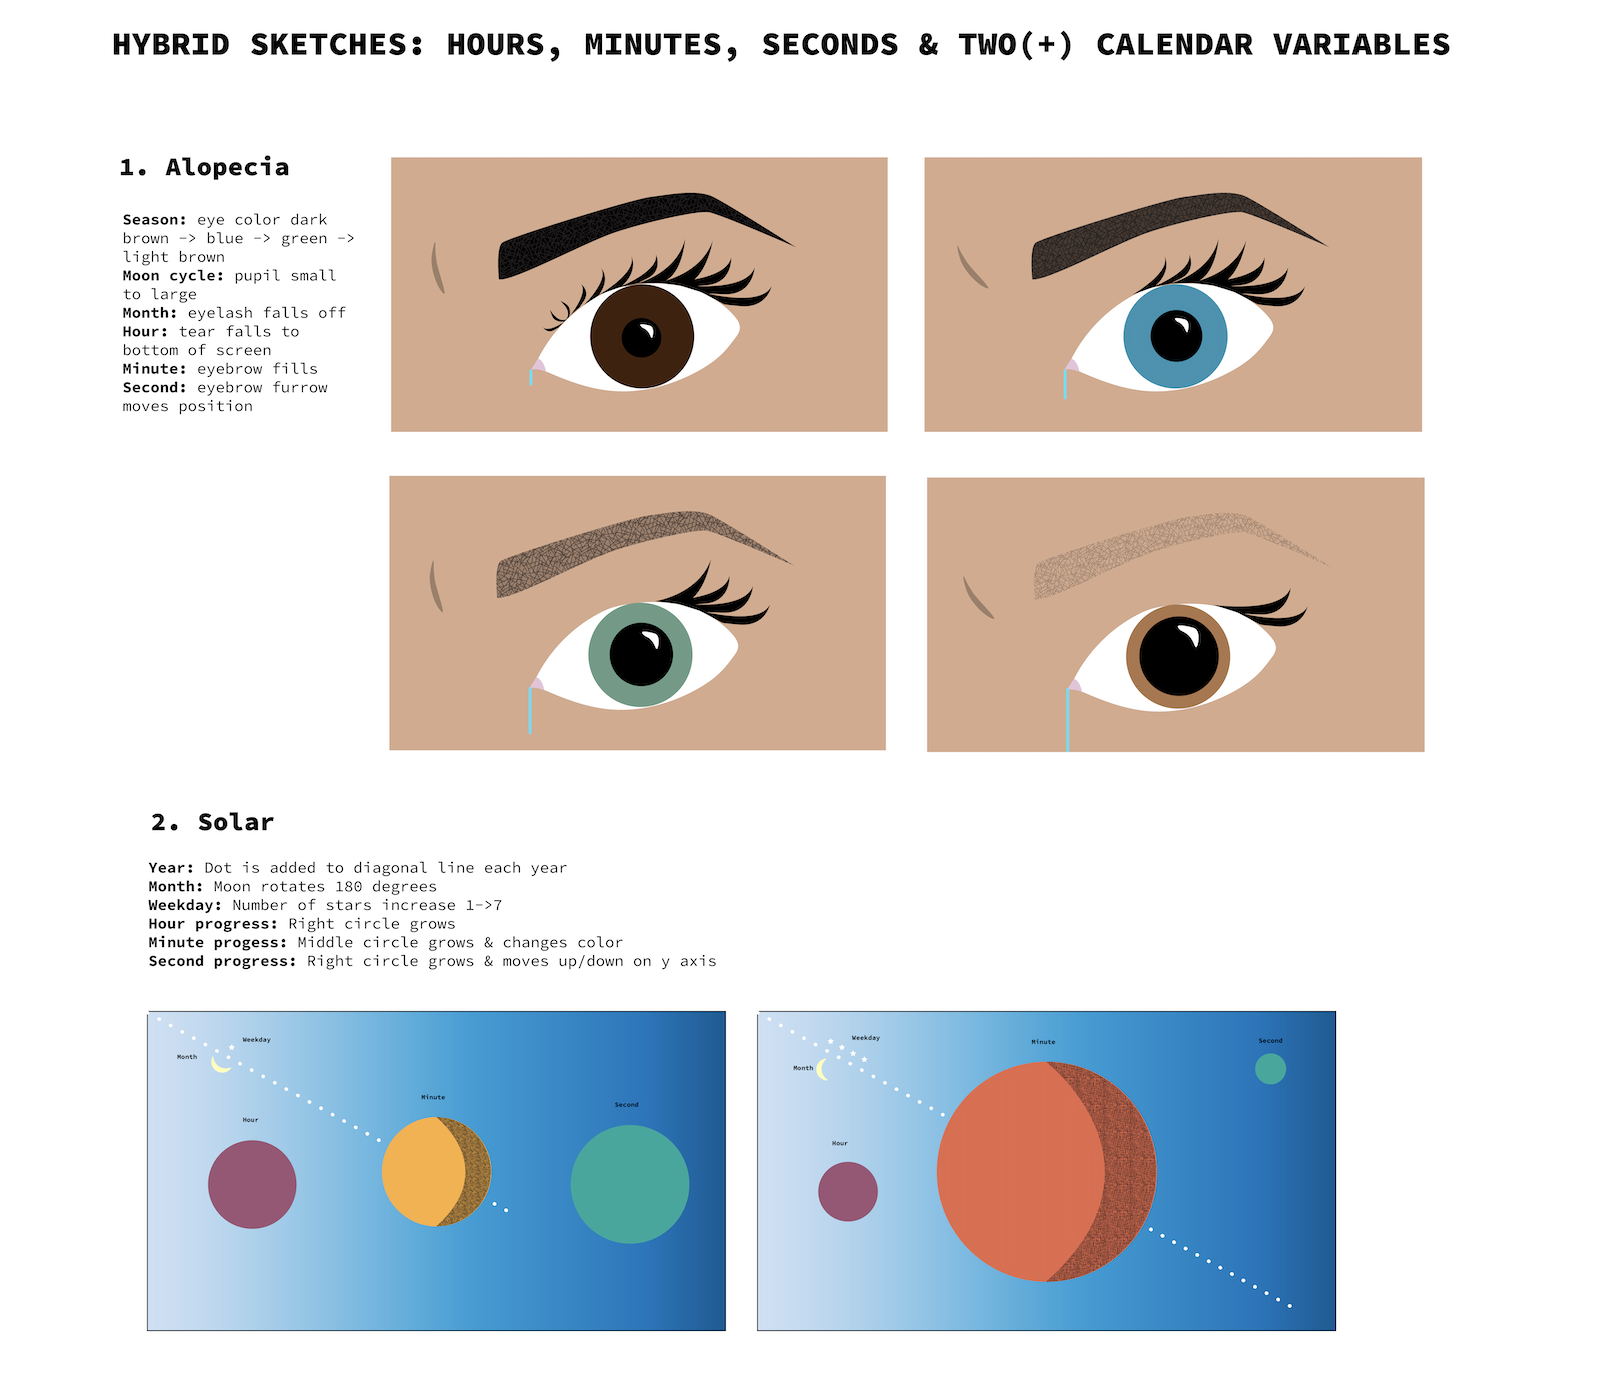 HYBRID SKETCHES: HOURS, MINUTES, SECONDS & TWO(+) CALENDAR VARIABLES
1. Alopecia
Season: eye color dark
brown -> blue -> green ->
light brown
Moon cycle: pupil small
to large
Month: eyelash falls off
Hour: tear falls to
bottom of screen
Minute: eyebrow fills
Second: eyebrow furrow
moves position
2. Solar
Year: Dot is added to diagonal line each year
Month: Moon rotates 180 degrees
Weekday: Number of stars increase 1->7
Hour progress: Right circle grows
Minute progess: Middle circle grows & changes color
Second progress: Right circle grows & moves up/down on y axis
Weekday
Month
Minute
Second
Hour
Weekday
Minute
Second
Month
Hour